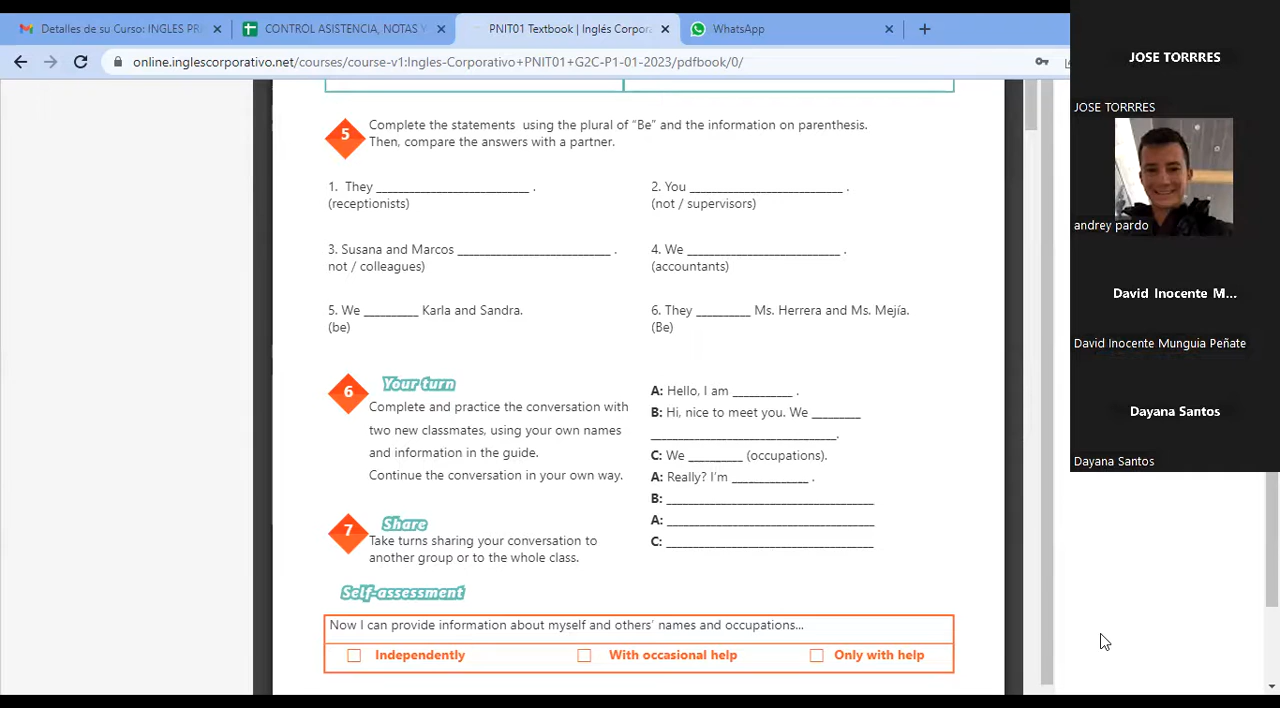 Detalles de su Curso: INGLES PR
CONTROL ASISTENCIA, NOTAS Y
PNIT01 Textbook | Inglés Corpora
WhatsApp
online.inglescorporativo.net/courses/course-v1:Ingles-Corporativo+PNIT01+G2C-P1-01-2023/pdfbook/0/
5
Complete the statements using the plural of “Be” and the information on parenthesis.
Then, compare the answers with a partner.
1. They __________________________ .
(receptionists)
2. You __________________________ .
(not / supervisors)
3. Susana and Marcos __________________________ .
not / colleagues)
4. We __________________________ .
(accountants)
5. We _________ Karla and Sandra.
(be)
6. They _________ Ms. Herrera and Ms. Mejía.
(Be)
6
Your turn
Complete and practice the conversation with
two new classmates, using your own names
and information in the guide.
Continue the conversation in your own way.
A: Hello, I am __________ .
B: Hi, nice to meet you. We ________
________________________________.
C: We _________ (occupations).
A: Really? I’m _____________ .
B: ___________________________________
A: ___________________________________
C: ___________________________________
7
Share
Take turns sharing your conversation to
another group or to the whole class.
Self-assessment
Now I can provide information about myself and others’ names and occupations...
Independently
With occasional help
Only with help
JOSE TORRRES
JOSE TORRRES
andrey pardo
David Inocente M...
David Inocente Munguia Peñate
Dayana Santos
Dayana Santos